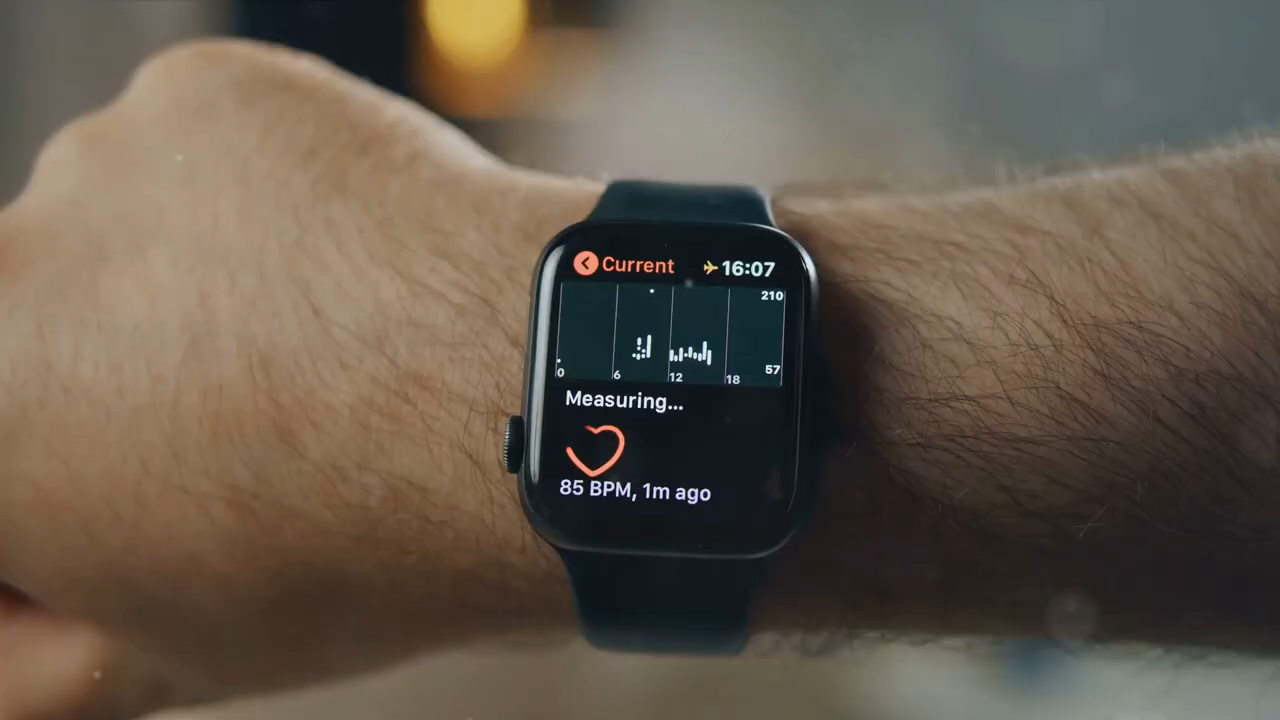 Current 16:07
210
57
0 6 12 18
Measuring...
85 BPM, 1m ago